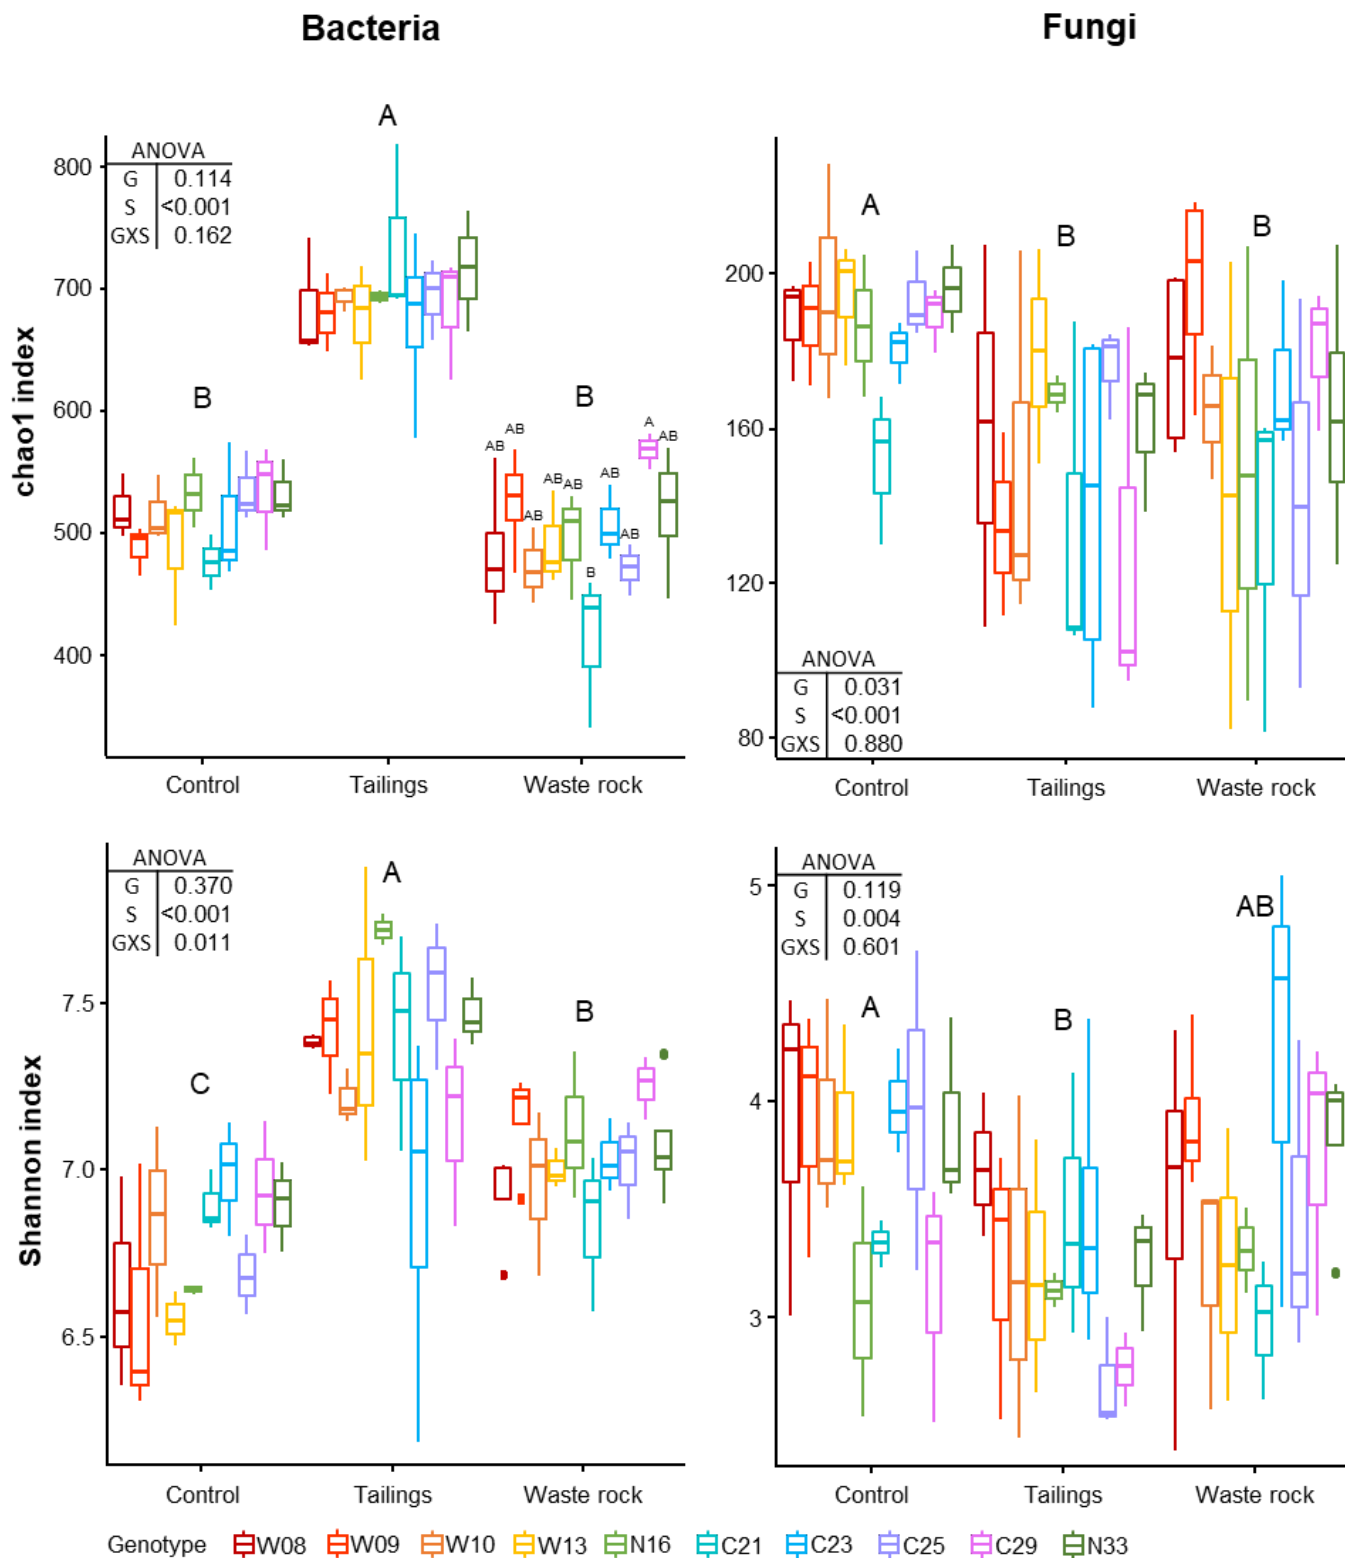 Bacteria
Fungi
chao1 index
800
700
600
500
400
ANOVA
G 0.114
S <0.001
GXS 0.162
A
B
B
AB
AB
AB
AB
AB
B
AB
AB
A
AB
Control
Tailings
Waste rock
200
160
120
80
A
B
B
ANOVA
G 0.031
S <0.001
GXS 0.880
Control
Tailings
Waste rock
Shannon index
7.5
7.0
6.5
ANOVA
G 0.370
S <0.001
GXS 0.011
C
A
B
Control
Tailings
Waste rock
5
4
3
ANOVA
G 0.119
S 0.004
GXS 0.601
A
B
AB
Control
Tailings
Waste rock
Genotype W08 W09 W10 W13 N16 C21 C23 C25 C29 N33